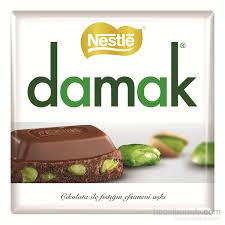 Nestlé
damak®
Çikolata ile fıstığın efsanevi aşkı